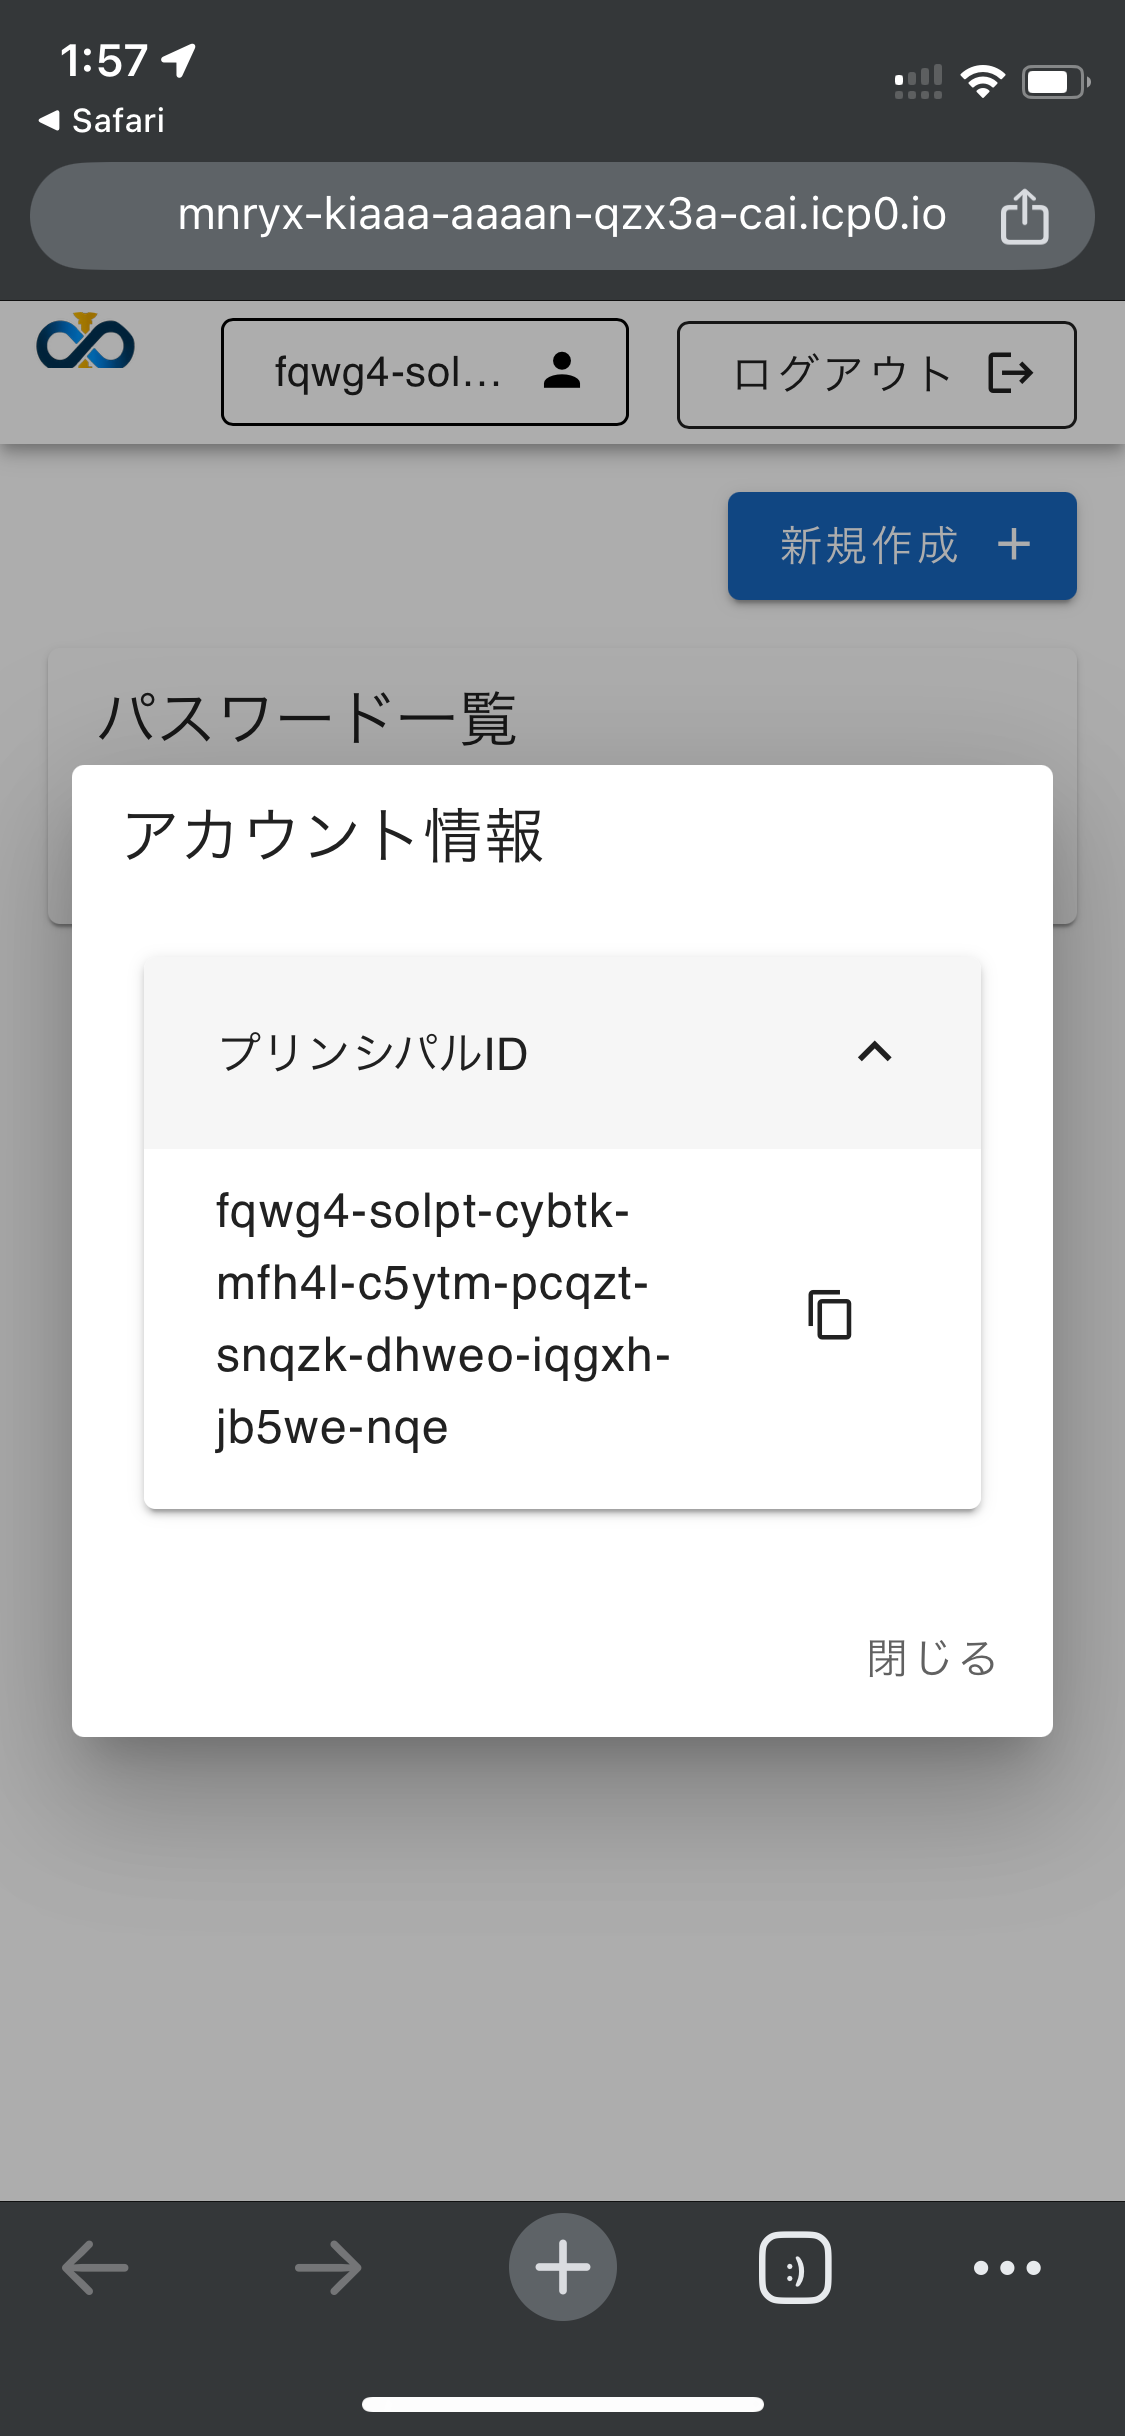 1:57
Safari
mnryx-kiaaa-aaaan-qzx3a-cai.icp0.io
fqwg4-sol...
ログアウト
新規作成 +
パスワード一覧
アカウント情報
プリンシパルID
fqwg4-solpt-cybtk-
mfh4l-c5ytm-pcqzt-
snqzk-dhweo-iqgxh-
jb5we-nqe
閉じる
:)